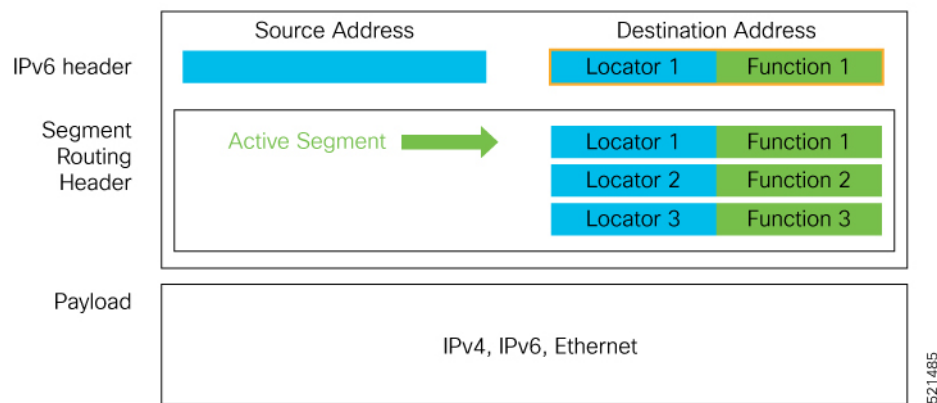 Source Address Destination Address
IPv6 header Locator 1 Function 1
Segment Routing Header
Active Segment Locator 1 Function 1
Locator 2 Function 2
Locator 3 Function 3
Payload
IPv4, IPv6, Ethernet
521485